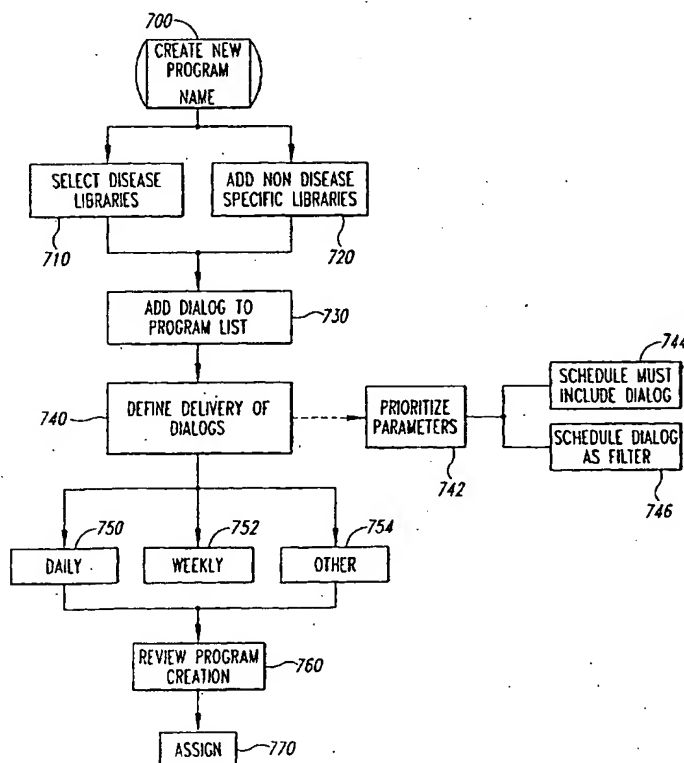 700
CREATE NEW
PROGRAM
NAME
SELECT DISEASE
LIBRARIES
710
ADD NON DISEASE
SPECIFIC LIBRARIES
720
ADD DIALOG TO
PROGRAM LIST
730
740
DEFINE DELIVERY OF
DIALOGS
PRIORITIZE
PARAMETERS
742
744
SCHEDULE MUST
INCLUDE DIALOG
SCHEDULE DIALOG
AS FILTER
746
750
DAILY
752
WEEKLY
754
OTHER
REVIEW PROGRAM
CREATION
760
ASSIGN
770